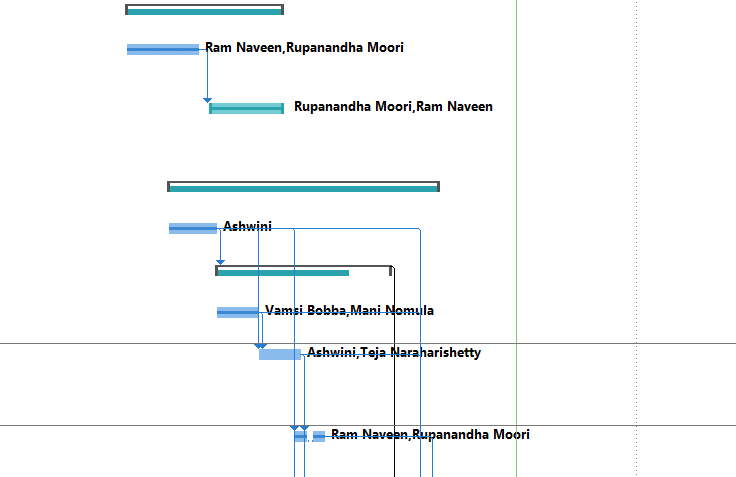 Ram Naveen,Rupanandha Moori
Rupanandha Moori,Ram Naveen
Ashwini
Vamsi Bobba,Mani Nomula
Ashwini,Teja Naraharishetty
Ram Naveen,Rupanandha Moori